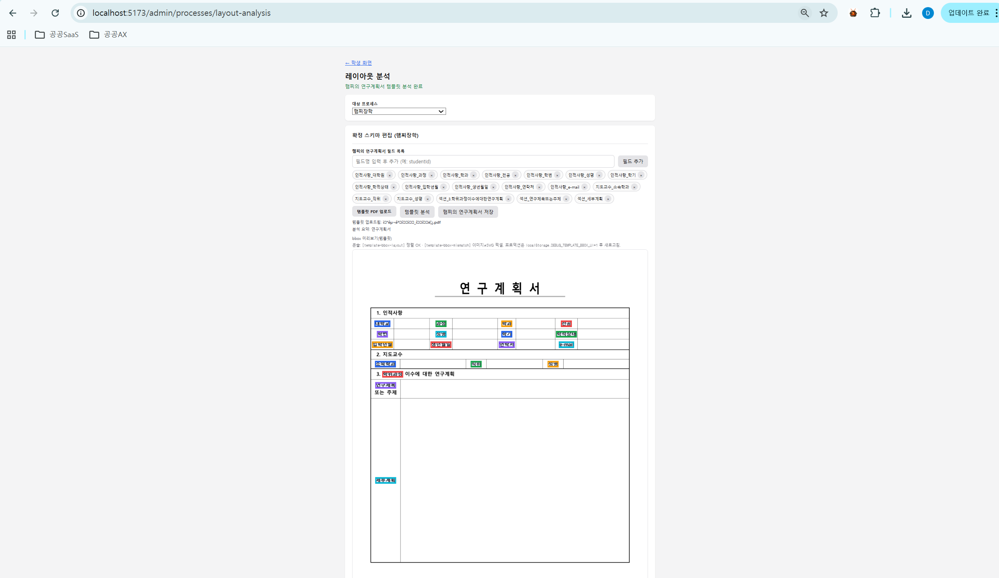 localhost:5173/admin/processes/layout-analysis
D
업데이트 완료
공공SaaS
공공AX
← 학생 화면
레이아웃 분석
햄찌의 연구계획서 템플릿 분석 완료
대상 프로세스
햄찌장학
확정 스키마 편집 (햄찌장학)
햄찌의 연구계획서 필드 목록
필드명 입력 후 추가 (예: studentId) 필드 추가
인적사항_대학원 × 인적사항_과정 × 인적사항_학과 × 인적사항_전공 × 인적사항_학번 × 인적사항_성명 × 인적사항_학기 ×
인적사항_학적상태 × 인적사항_입학년월 × 인적사항_생년월일 × 인적사항_연락처 × 인적사항_e-mail × 지도교수_소속학과 ×
지도교수_직위 × 지도교수_성명 × 섹션_3.학위과정이수에대한연구계획 × 섹션_연구제목또는주제 × 섹션_세부계획 ×
템플릿 PDF 업로드 템플릿 분석 햄찌의 연구계획서 저장
템플릿 업로드됨:
분석 요약: 연구계획서
bbox 미리보기(템플릿)
콘솔: [template-bbox-layout] 정렬 OK · [template-bbox-mismatch] 이미지≠SVG 픽셀. 프로덕션은 localStorage.DEBUG_TEMPLATE_BBOX_UI=1 후 새로고침.
연 구 계 획 서
1. 인적사항
대학교 과정 학과 전공
학번 성명 학기 학적상태
입학년월 생년월일 연락처 e-mail
2. 지도교수
소속학과 직위 성명
3. 학위과정 이수에 대한 연구계획
연구제목
또는 주제
세부계획